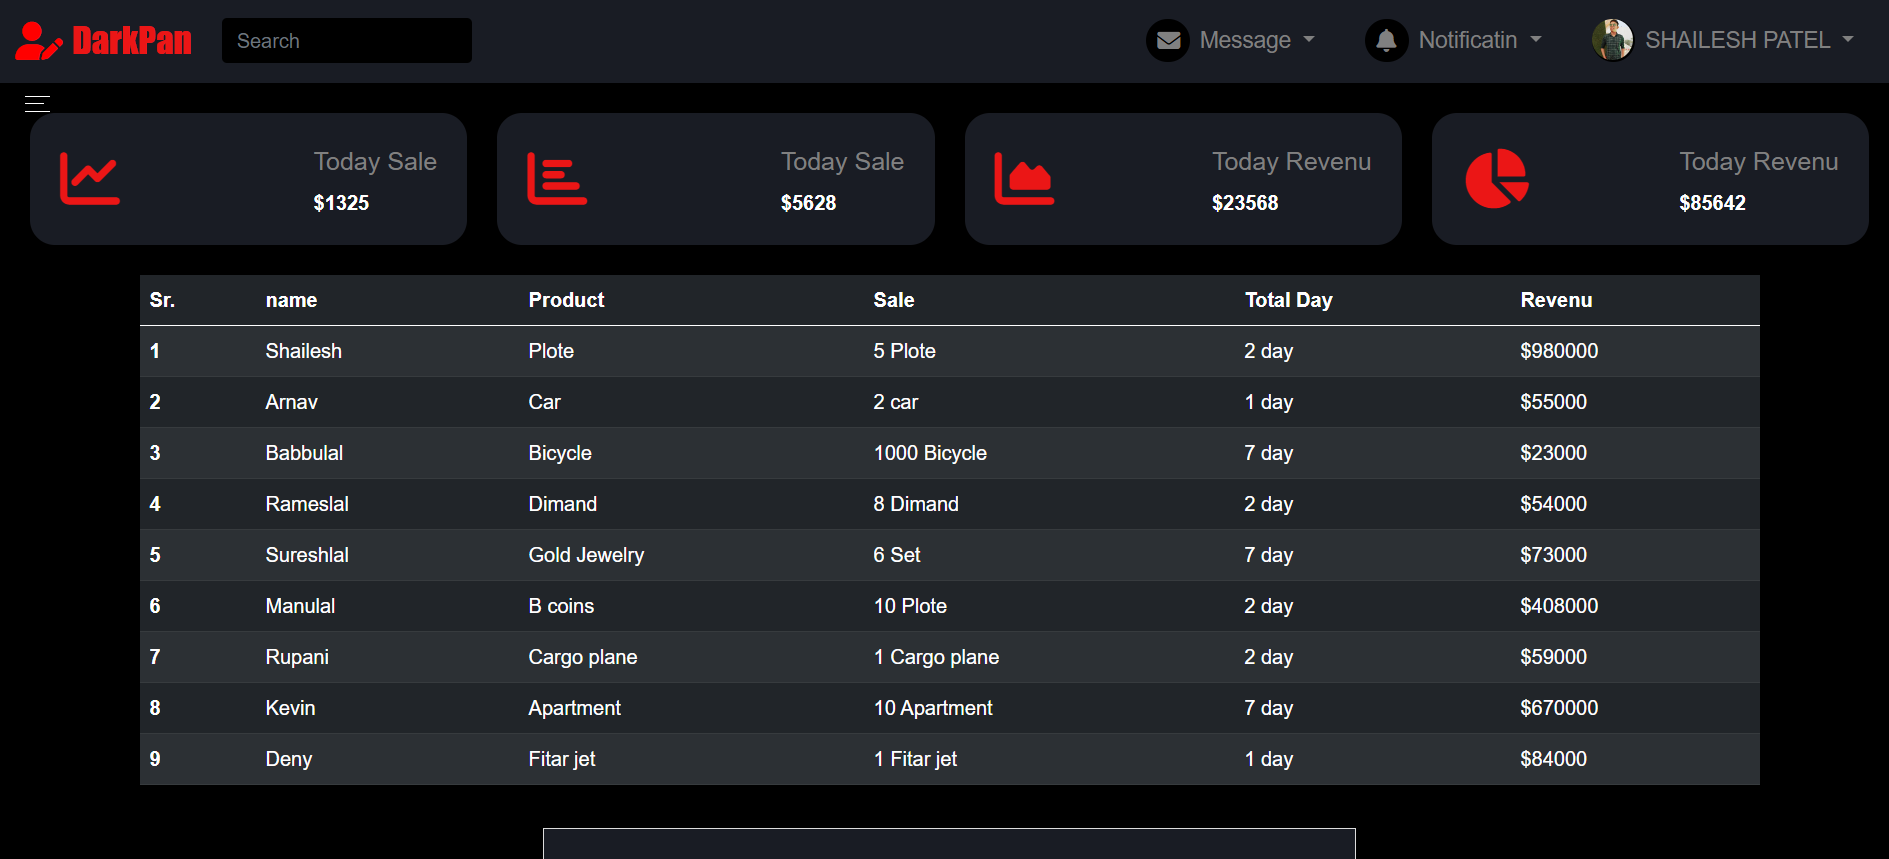 DarkPan Search Message Notificatin SHAILESH PATEL
Today Sale
$1325
Today Sale
$5628
Today Revenu
$23568
Today Revenu
$85642
Sr. name Product Sale Total Day Revenu
1 Shailesh Plote 5 Plote 2 day $980000
2 Arnav Car 2 car 1 day $55000
3 Babbulal Bicycle 1000 Bicycle 7 day $23000
4 Rameslal Dimand 8 Dimand 2 day $54000
5 Sureshlal Gold Jewelry 6 Set 7 day $73000
6 Manulal B coins 10 Plote 2 day $408000
7 Rupani Cargo plane 1 Cargo plane 2 day $59000
8 Kevin Apartment 10 Apartment 7 day $670000
9 Deny Fitar jet 1 Fitar jet 1 day $84000